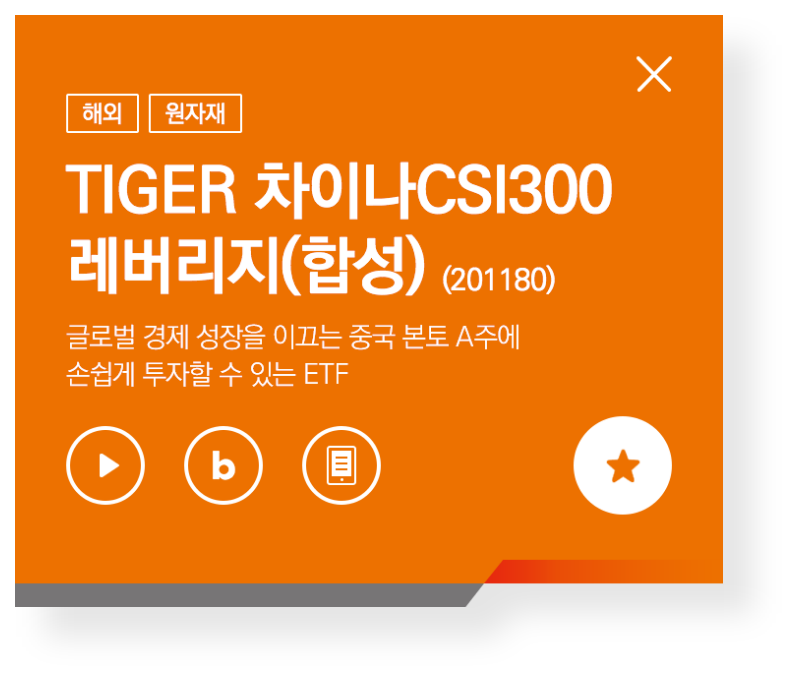 해외 원자재
TIGER 차이나CSI300
레버리지(합성) (201180)
글로벌 경제 성장을 이끄는 중국 본토 A주에
손쉽게 투자할 수 있는 ETF
b